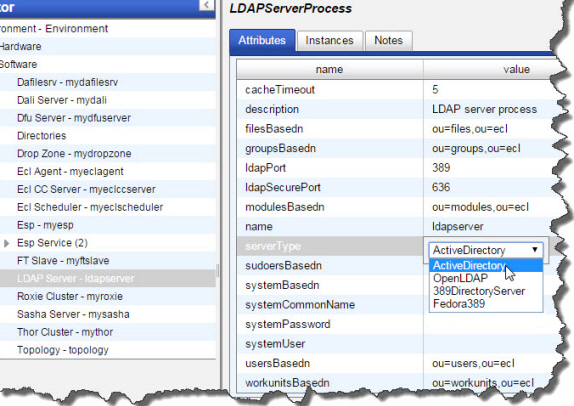 tor
LDAPServerProcess
onment - Environment
Hardware
Software
Dafilesrv - mydafilesrv
Dali Server - mydali
Dfu Server - mydfuserver
Directories
Drop Zone - mydropzone
Ecl Agent - myeclagent
Ecl CC Server - myeclccserver
Ecl Scheduler - myeclscheduler
Esp - myesp
Esp Service (2)
FT Slave - myftslave
LDAP Server - ldapserver
Roxie Cluster - myroxie
Sasha Server - mysasha
Thor Cluster - mythor
Topology - topology
Attributes Instances Notes
name value
cacheTimeout 5
description LDAP server process
filesBasedn ou=files,ou=ecl
groupsBasedn ou=groups,ou=ecl
ldapPort 389
ldapSecurePort 636
modulesBasedn ou=modules,ou=ecl
name ldapserver
serverType ActiveDirectory
ActiveDirectory
OpenLDAP
389DirectoryServer
Fedora389
sudoersBasedn
systemBasedn
systemCommonName
systemPassword
systemUser
usersBasedn ou=users,ou=ecl
workunitsBasedn ou=workunits,ou=ecl